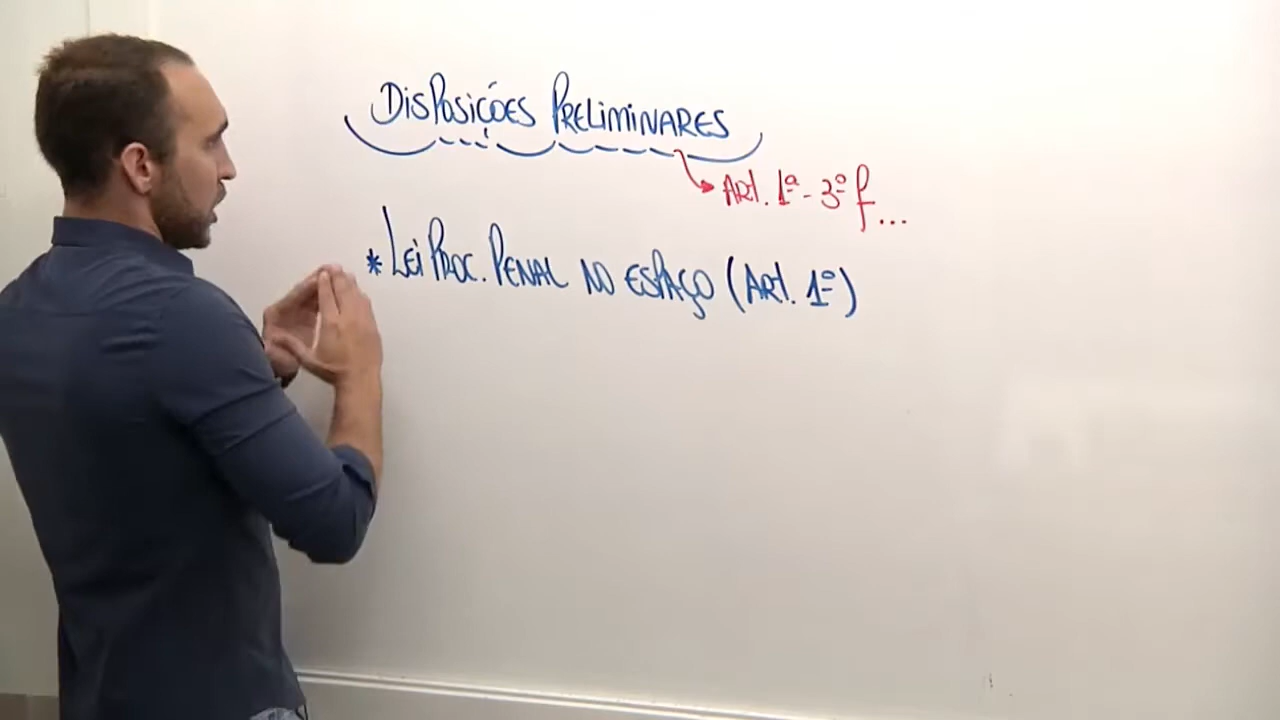 DISPOSIÇÕES PRELIMINARES
ART. 1º - 3º F...
* LEI PROC. PENAL NO ESPAÇO (ART. 1º)